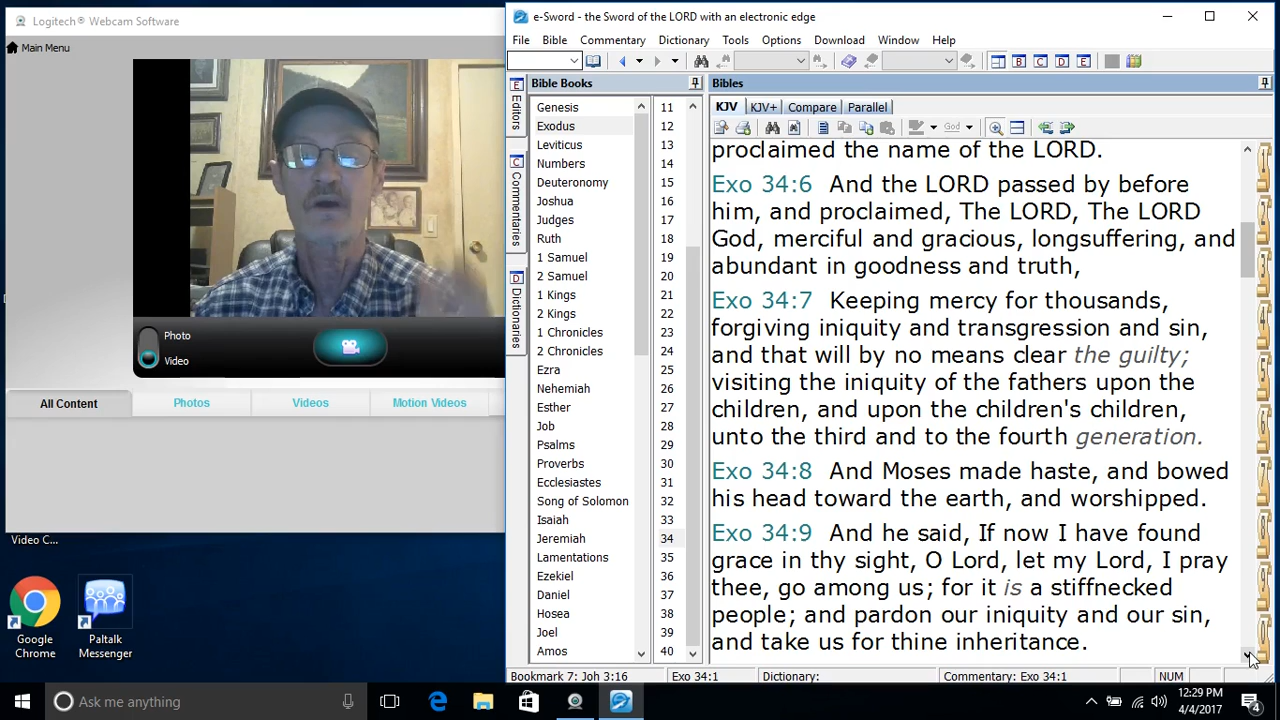 Logitech® Webcam Software
Main Menu
Photo
Video
All Content
Photos
Videos
Motion Videos
Video C...
Google
Chrome
Paltalk
Messenger
e-Sword - the Sword of the LORD with an electronic edge
File Bible Commentary Dictionary Tools Options Download Window Help
B C D E
God
E Editors
C Commentaries
D Dictionaries
Bible Books
Genesis
Exodus
Leviticus
Numbers
Deuteronomy
Joshua
Judges
Ruth
1 Samuel
2 Samuel
1 Kings
2 Kings
1 Chronicles
2 Chronicles
Ezra
Nehemiah
Esther
Job
Psalms
Proverbs
Ecclesiastes
Song of Solomon
Isaiah
Jeremiah
Lamentations
Ezekiel
Daniel
Hosea
Joel
Amos
11
12
13
14
15
16
17
18
19
20
21
22
23
24
25
26
27
28
29
30
31
32
33
34
35
36
37
38
39
40
Bibles
KJV KJV+ Compare Parallel
proclaimed the name of the LORD.
Exo 34:6 And the LORD passed by before
him, and proclaimed, The LORD, The LORD
God, merciful and gracious, longsuffering, and
abundant in goodness and truth,
Exo 34:7 Keeping mercy for thousands,
forgiving iniquity and transgression and sin,
and that will by no means clear the guilty;
visiting the iniquity of the fathers upon the
children, and upon the children's children,
unto the third and to the fourth generation.
Exo 34:8 And Moses made haste, and bowed
his head toward the earth, and worshipped.
Exo 34:9 And he said, If now I have found
grace in thy sight, O Lord, let my Lord, I pray
thee, go among us; for it is a stiffnecked
people; and pardon our iniquity and our sin,
and take us for thine inheritance.
1
2
3
4
5
6
7
8
9
0
Bookmark 7: Joh 3:16 Exo 34:1 Dictionary: Commentary: Exo 34:1 NUM
Ask me anything
12:29 PM
4/4/2017
4